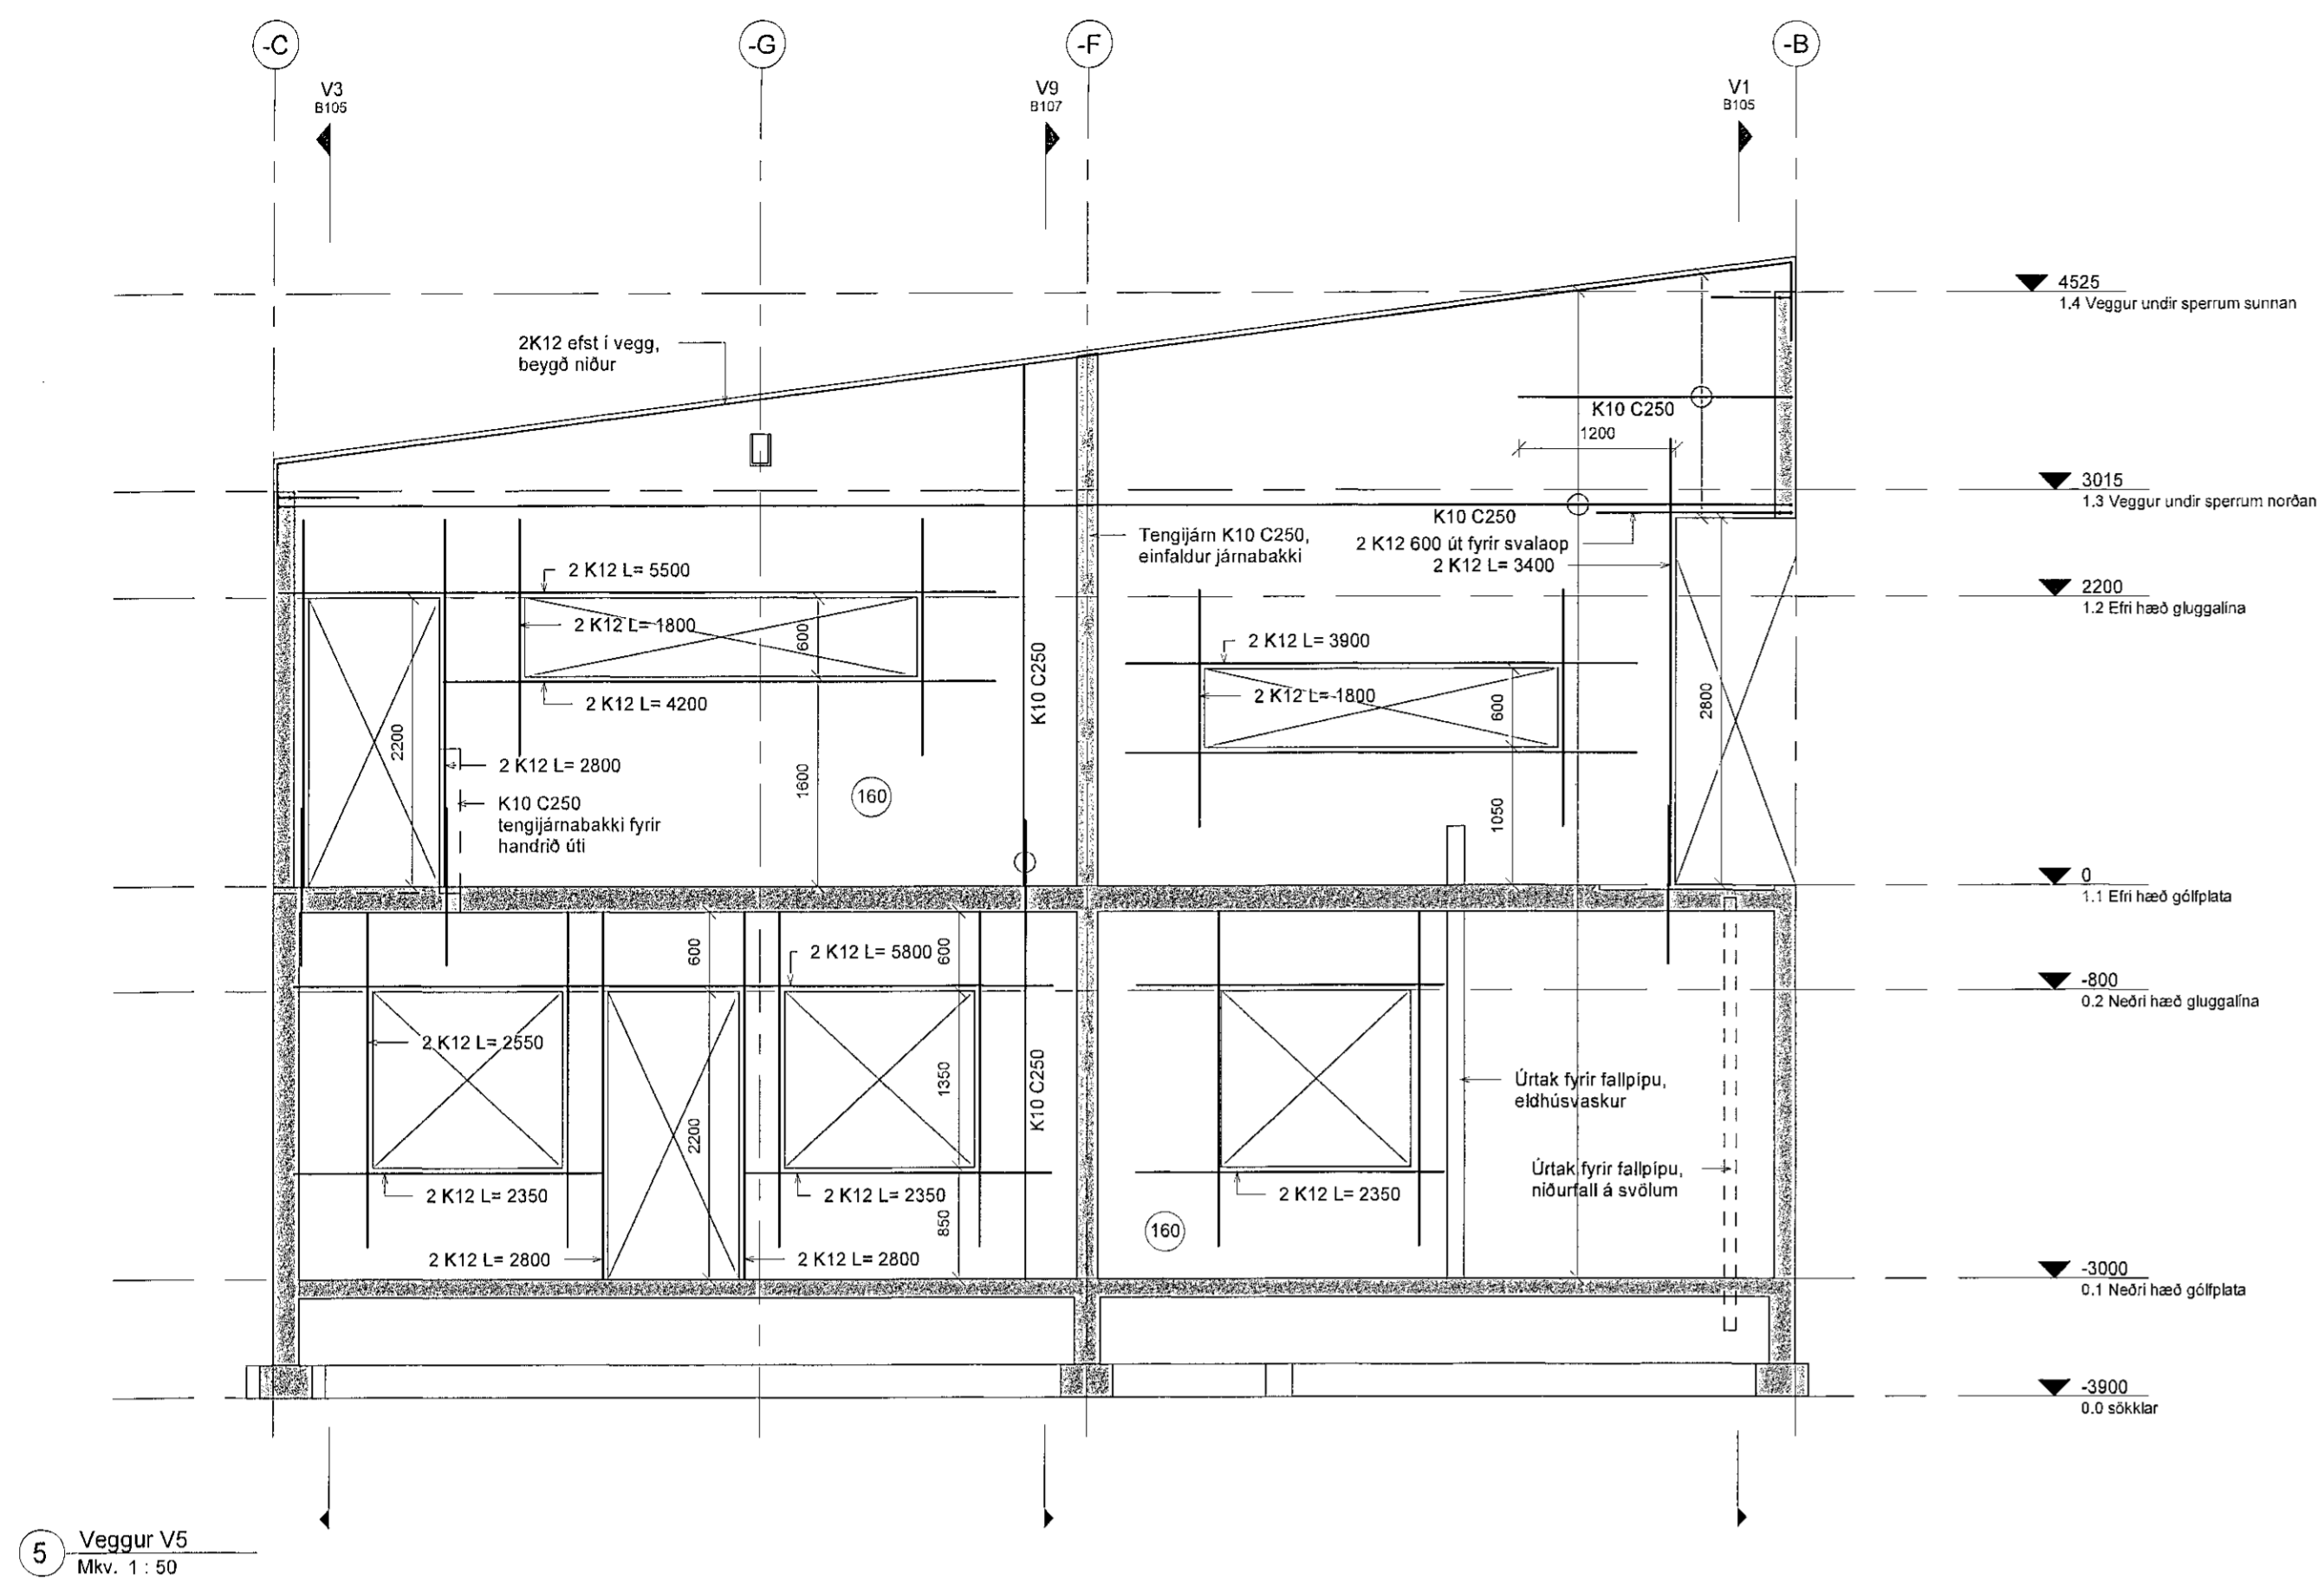 -C
-G
-F
-B
V3
B105
V9
B107
V1
B105
4525
1.4 Veggur undir sperrum sunnan
2K12 efst í vegg,
beygð niður
K10 C250
1200
3015
1.3 Veggur undir sperrum norðan
K10 C250
Tengijárn K10 C250,
einfaldur járnabakki
2 K12 600 út fyrir svalaop
2 K12 L= 3400
2 K12 L= 5500
2200
1.2 Efri hæð gluggalína
2 K12 L= 1800
600
2 K12 L= 3900
K10 C250
2 K12 L= 1800
2 K12 L= 4200
600
2800
2200
2 K12 L= 2800
1600
160
K10 C250
tengijárnabakki fyrir
handrið úti
1050
0
1.1 Efri hæð gólfplata
600
2 K12 L= 5800
600
-800
0.2 Neðri hæð gluggalína
2 K12 L= 2550
1350
K10 C250
2200
Úrtak fyrir fallpípu,
eldhúsvaskur
Úrtak fyrir fallpípu,
niðurfall á svölum
2 K12 L= 2350
2 K12 L= 2350
2 K12 L= 2350
850
160
2 K12 L= 2800
2 K12 L= 2800
-3000
0.1 Neðri hæð gólfplata
-3900
0.0 sökklar
5
Veggur V5
Mkv. 1 : 50